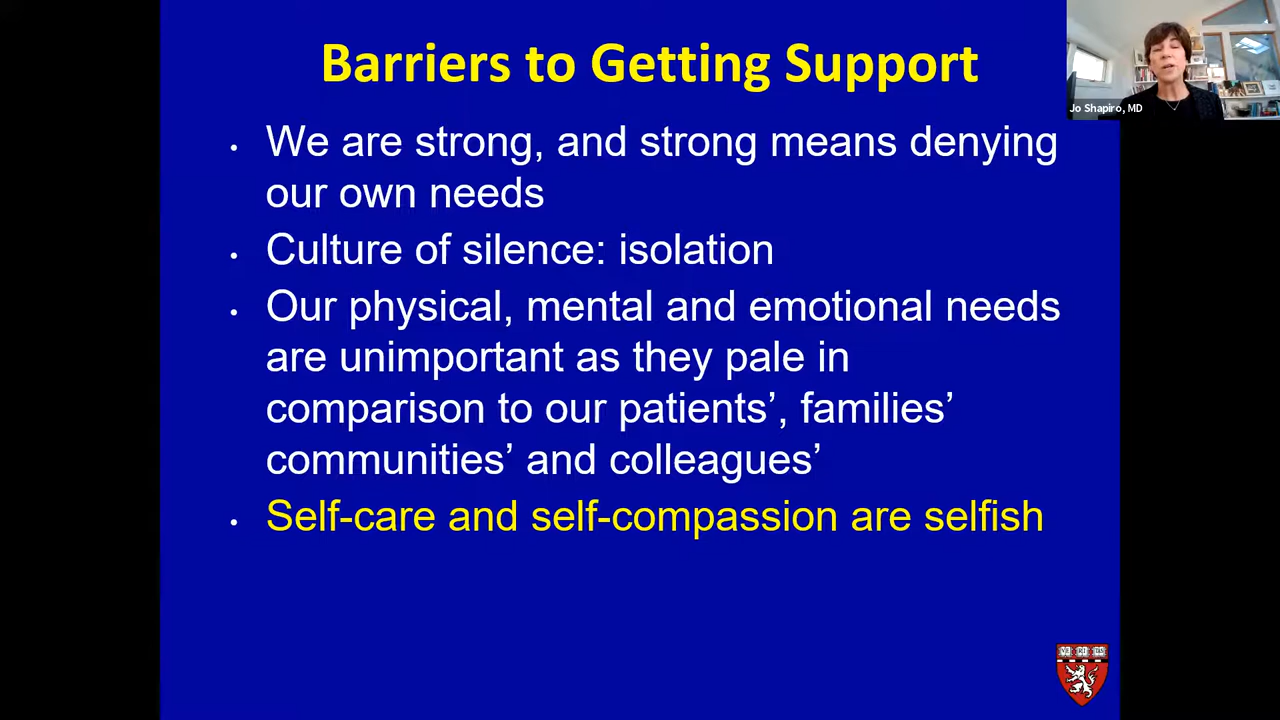 Barriers to Getting Support
Jo Shapiro, MD
• We are strong, and strong means denying
our own needs
• Culture of silence: isolation
• Our physical, mental and emotional needs
are unimportant as they pale in
comparison to our patients’, families’
communities’ and colleagues’
• Self-care and self-compassion are selfish